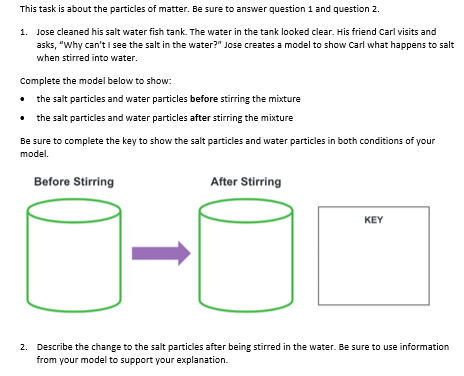 This task is about the particles of matter. Be sure to answer question 1 and question 2.
1. Jose cleaned his salt water fish tank. The water in the tank looked clear. His friend Carl visits and
asks, "Why can't I see the salt in the water?" Jose creates a model to show Carl what happens to salt
when stirred into water.
Complete the model below to show:
• the salt particles and water particles before stirring the mixture
• the salt particles and water particles after stirring the mixture
Be sure to complete the key to show the salt particles and water particles in both conditions of your
model.
Before Stirring
After Stirring
KEY
2. Describe the change to the salt particles after being stirred in the water. Be sure to use information
from your model to support your explanation.